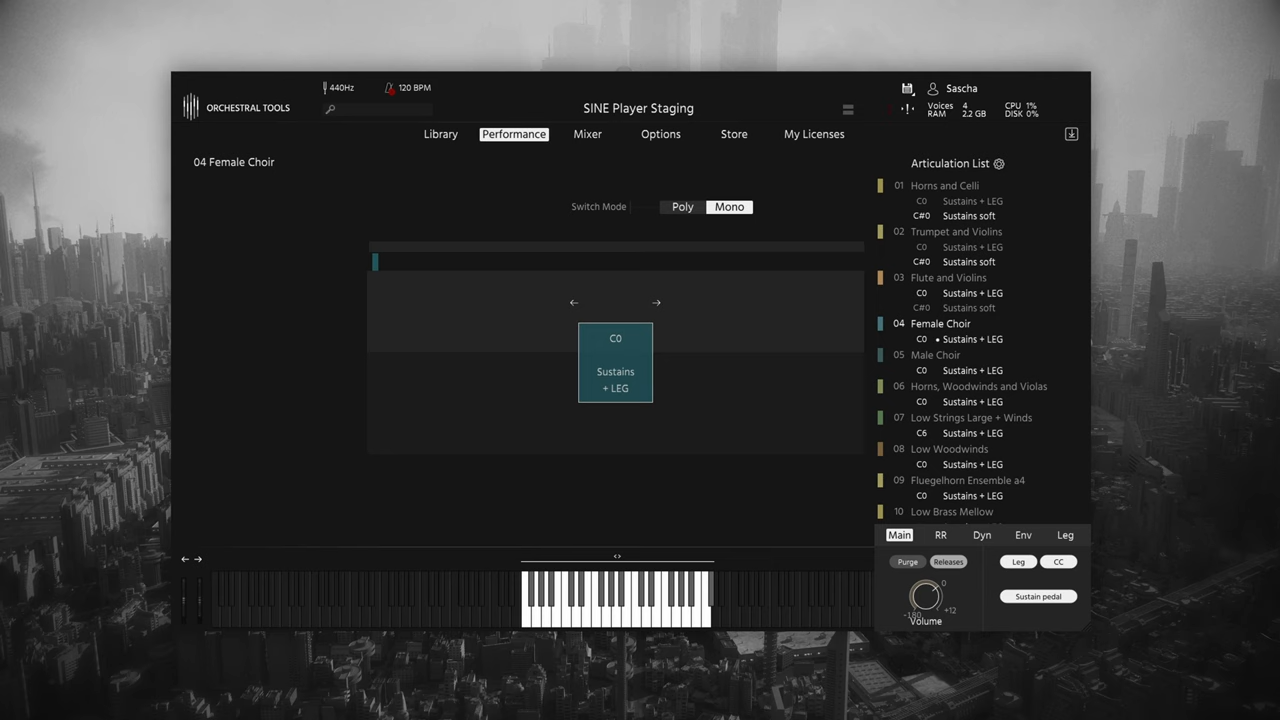 440Hz
120 BPM
Sascha
ORCHESTRAL TOOLS
SINE Player Staging
Voices 4
RAM 2.2 GB
CPU 1%
DISK 0%
Library
Performance
Mixer
Options
Store
My Licenses
04 Female Choir
Switch Mode
Poly
Mono
C0
Sustains
+ LEG
Articulation List
01 Horns and Celli
C0 Sustains + LEG
C#0 Sustains soft
02 Trumpet and Violins
C0 Sustains + LEG
C#0 Sustains soft
03 Flute and Violins
C0 Sustains + LEG
C#0 Sustains soft
04 Female Choir
C0 • Sustains + LEG
05 Male Choir
C0 Sustains + LEG
06 Horns, Woodwinds and Violas
C0 Sustains + LEG
07 Low Strings Large + Winds
C6 Sustains + LEG
08 Low Woodwinds
C0 Sustains + LEG
09 Fluegelhorn Ensemble a4
C0 Sustains + LEG
10 Low Brass Mellow
Main
RR
Dyn
Env
Leg
Purge
Releases
Leg
CC
Sustain pedal
0
-180
+12
Volume